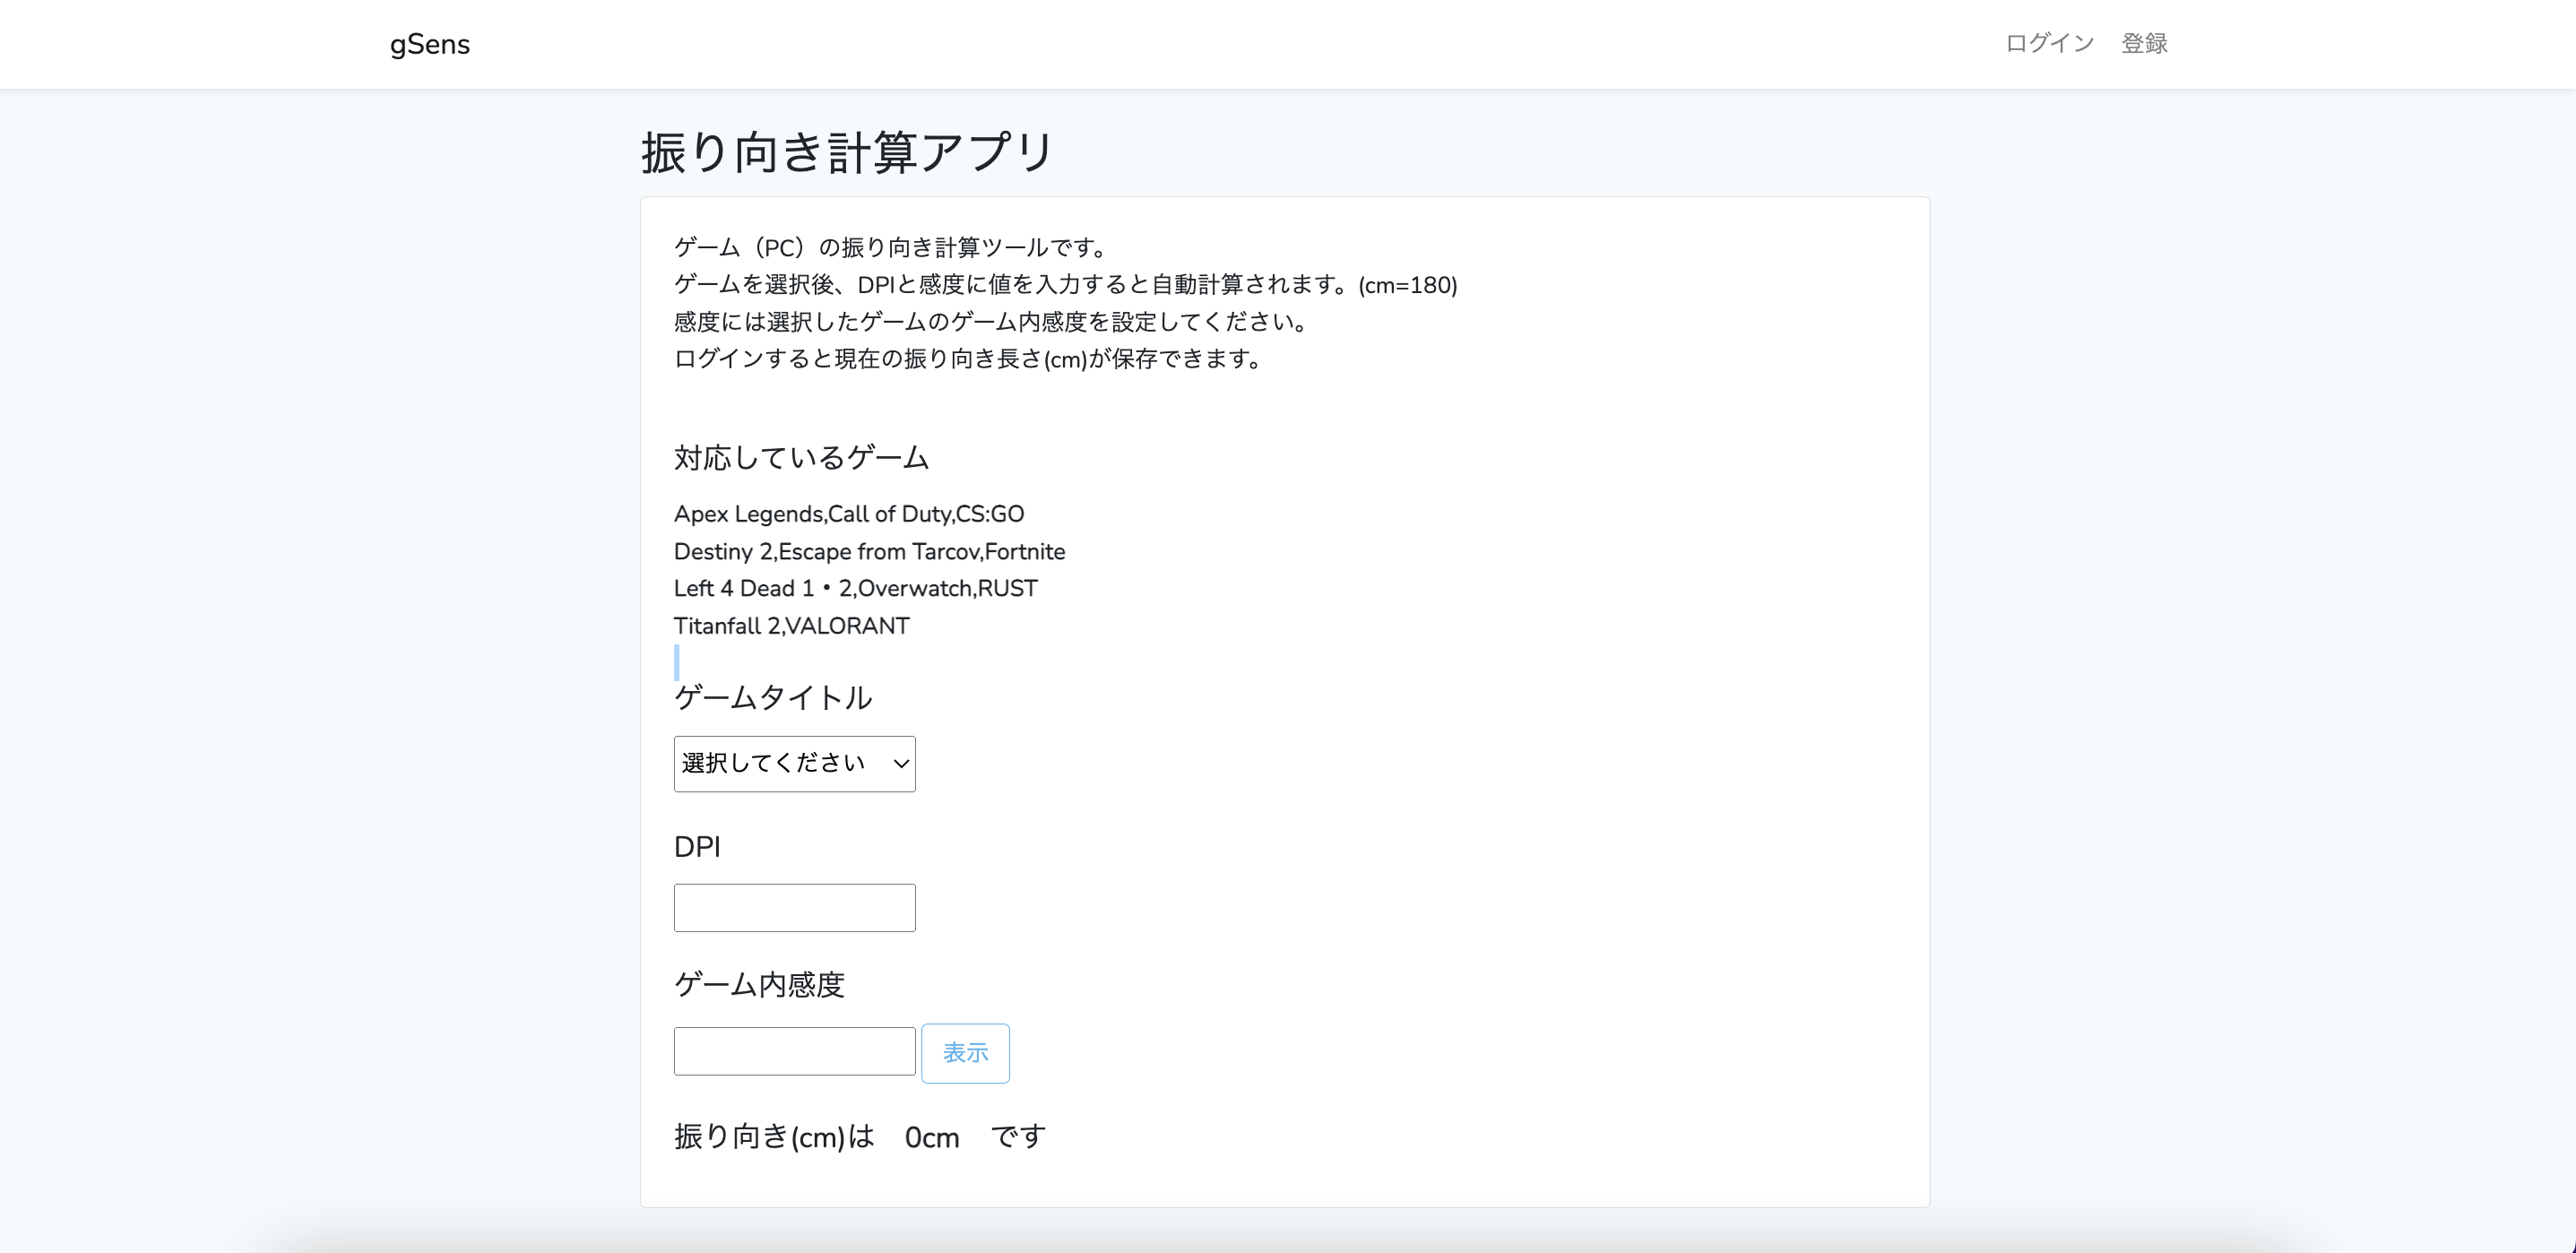 gSens
ログイン 登録
振り向き計算アプリ
ゲーム（PC）の振り向き計算ツールです。
ゲームを選択後、DPIと感度に値を入力すると自動計算されます。(cm=180)
感度には選択したゲームのゲーム内感度を設定してください。
ログインすると現在の振り向き長さ(cm)が保存できます。
対応しているゲーム
Apex Legends,Call of Duty,CS:GO
Destiny 2,Escape from Tarcov,Fortnite
Left 4 Dead 1・2,Overwatch,RUST
Titanfall 2,VALORANT
ゲームタイトル
選択してください
DPI
ゲーム内感度
表示
振り向き(cm)は　0cm　です